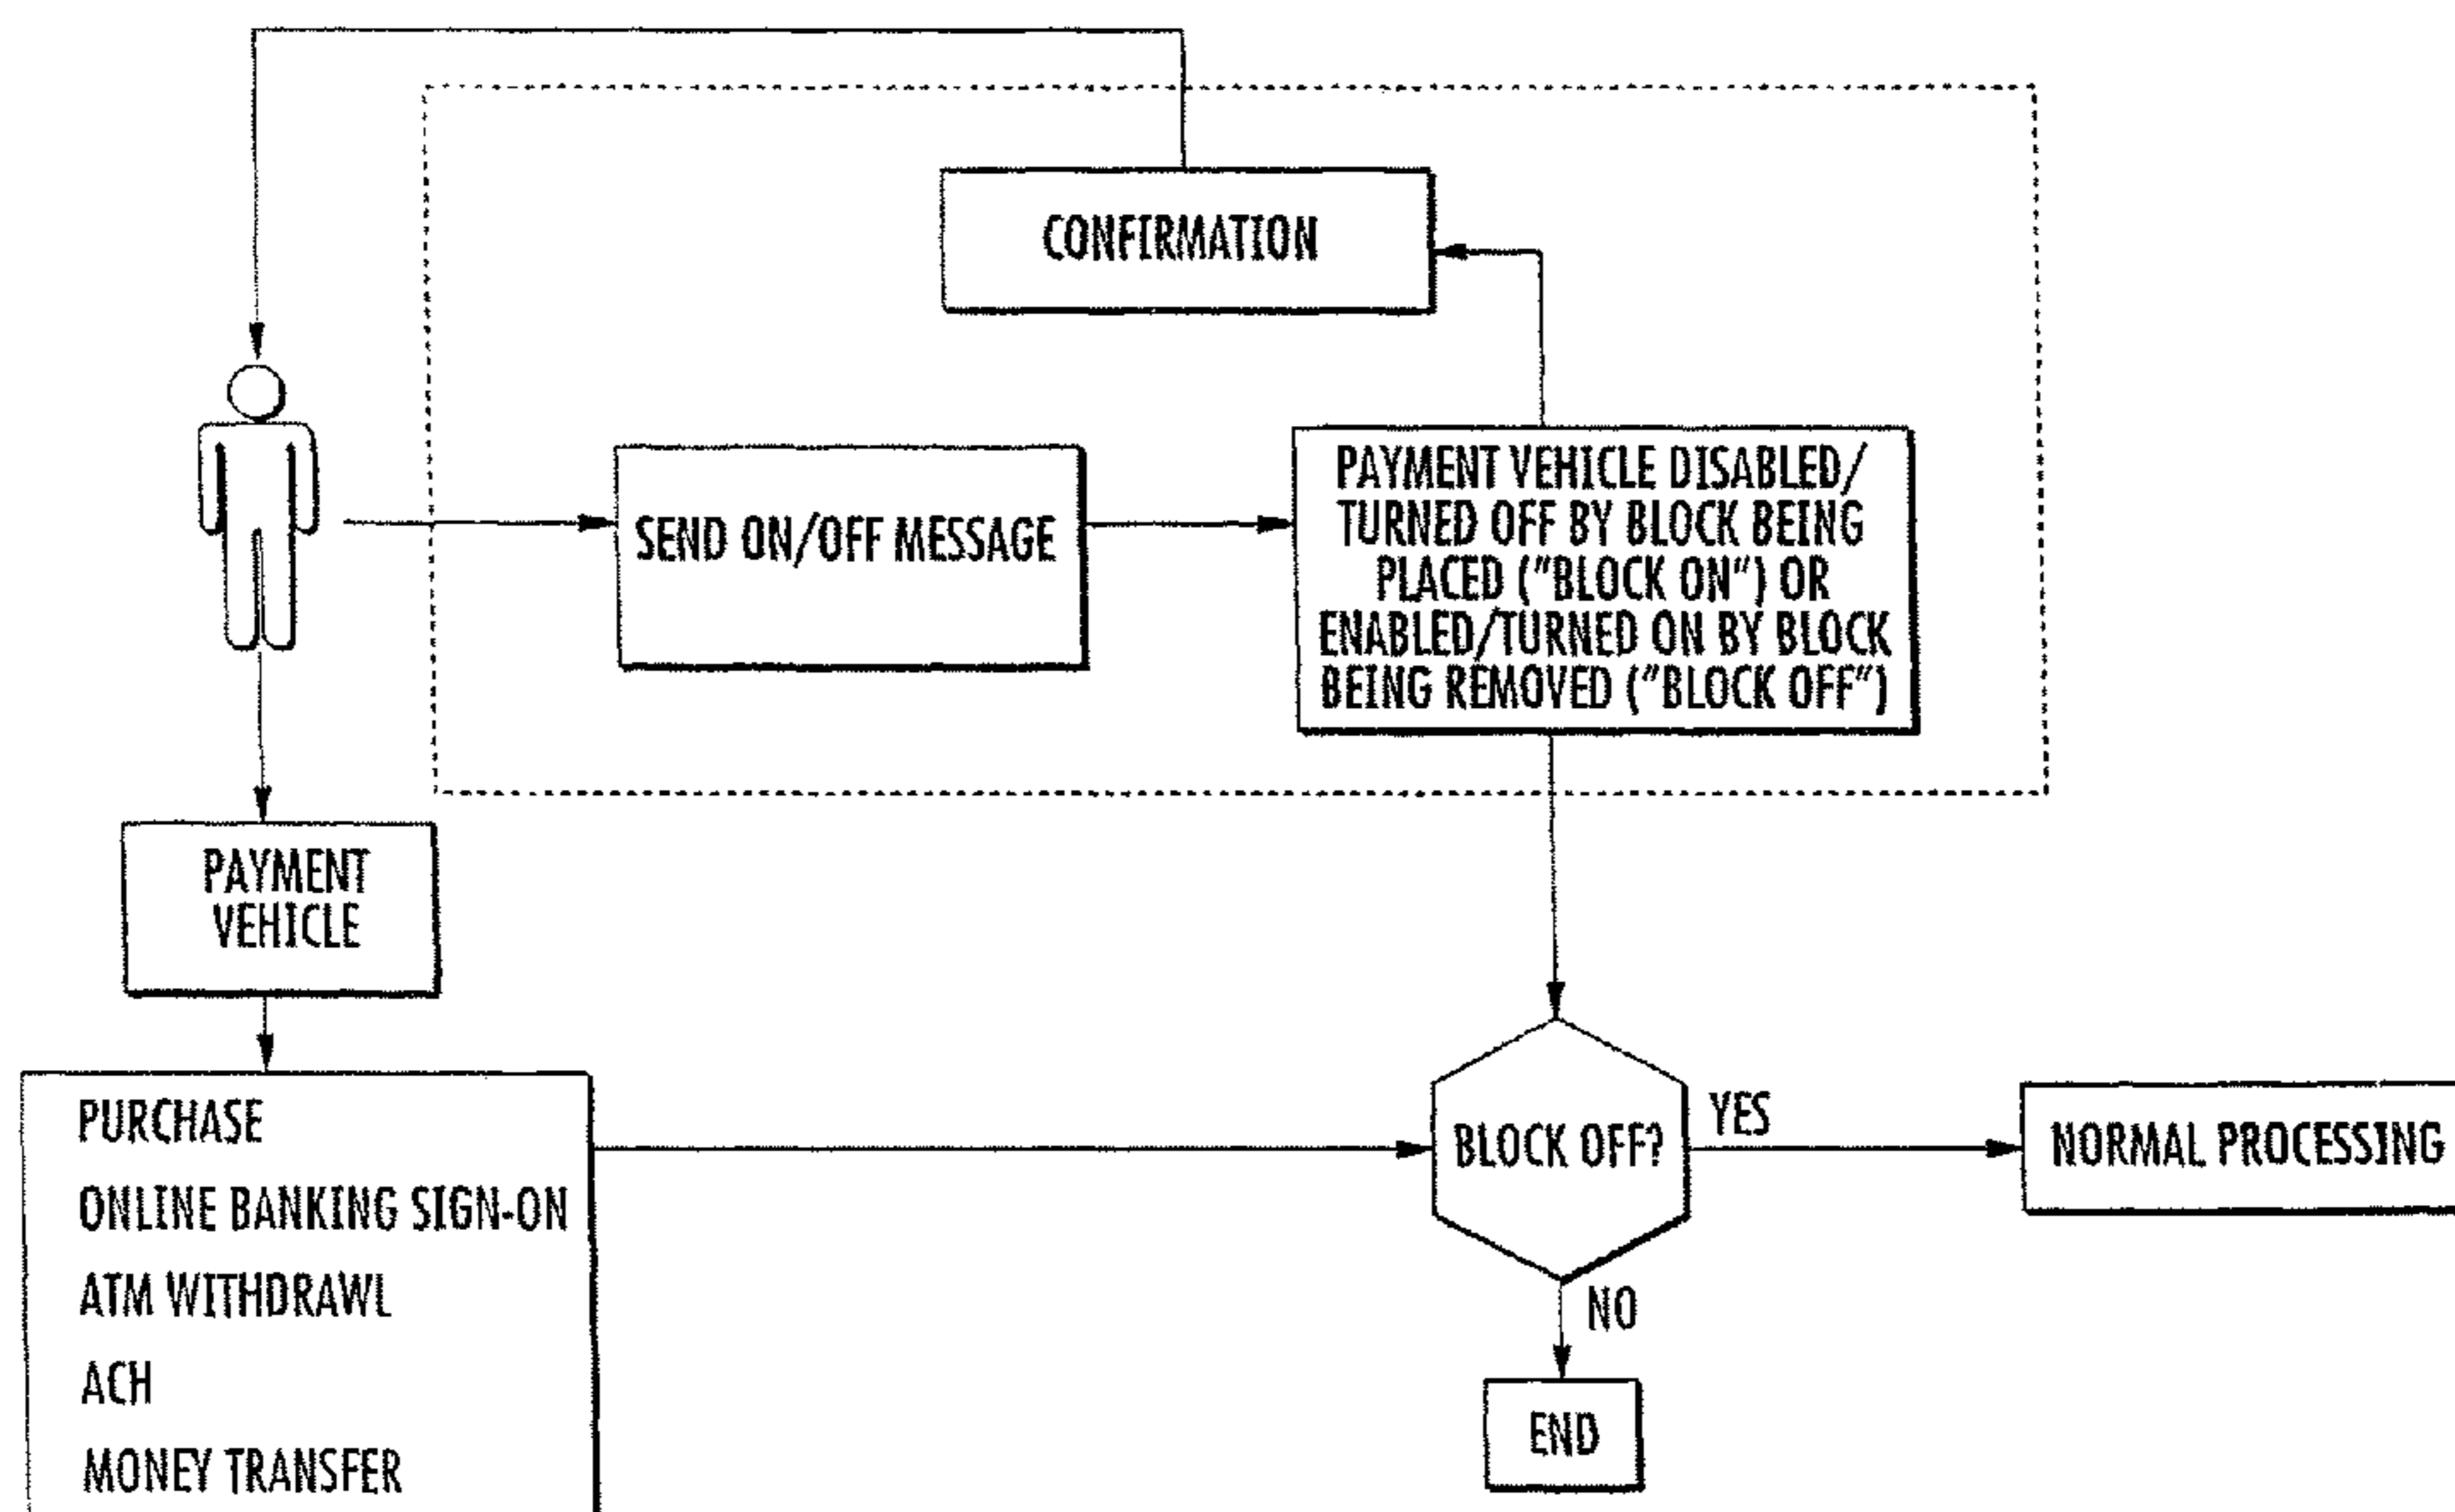 CONFIRMATION
SEND ON/OFF MESSAGE
PAYMENT VEHICLE DISABLED/
TURNED OFF BY BLOCK BEING
PLACED ("BLOCK ON") OR
ENABLED/TURNED ON BY BLOCK
BEING REMOVED ("BLOCK OFF")
PAYMENT
VEHICLE
PURCHASE
ONLINE BANKING SIGN-ON
ATM WITHDRAWL
ACH
MONEY TRANSFER
BLOCK OFF?
YES
NORMAL PROCESSING
NO
END